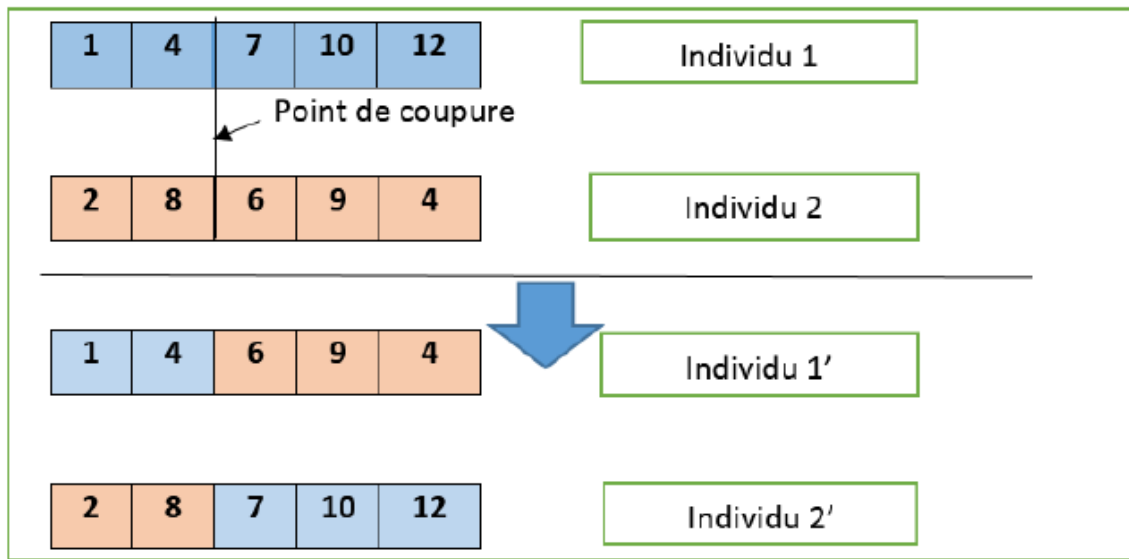 1 4 7 10 12 Individu 1
Point de coupure
2 8 6 9 4 Individu 2
1 4 6 9 4 Individu 1’
2 8 7 10 12 Individu 2’